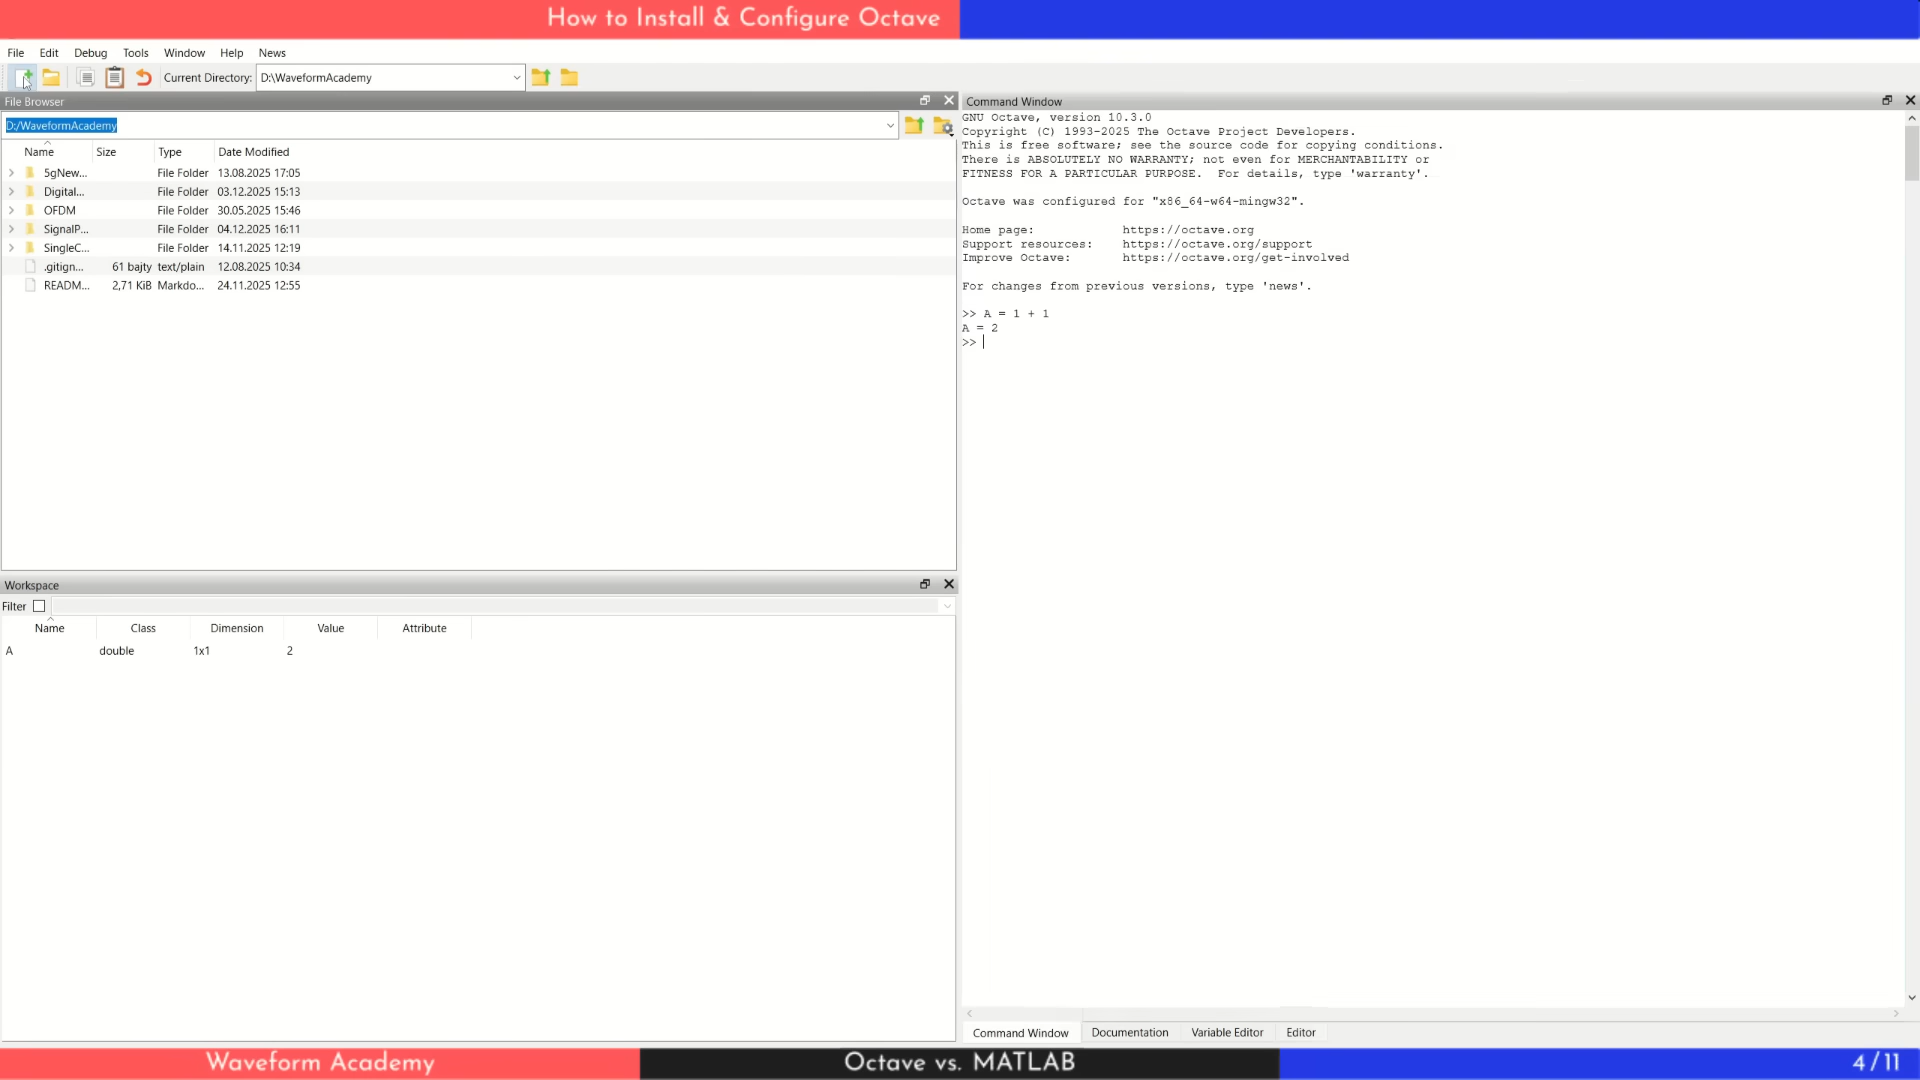 How to Install & Configure Octave
File Edit Debug Tools Window Help News
Current Directory: D:\WaveformAcademy
File Browser
D:/WaveformAcademy
Name Size Type Date Modified
5gNew... File Folder 13.08.2025 17:05
Digital... File Folder 03.12.2025 15:13
OFDM File Folder 30.05.2025 15:46
SignalP... File Folder 04.12.2025 16:11
SingleC... File Folder 14.11.2025 12:19
.gitign... 61 bajty text/plain 12.08.2025 10:34
READM... 2,71 KiB Markdo... 24.11.2025 12:55
Workspace
Filter
Name Class Dimension Value Attribute
A double 1x1 2
Command Window
GNU Octave, version 10.3.0
Copyright (C) 1993-2025 The Octave Project Developers.
This is free software; see the source code for copying conditions.
There is ABSOLUTELY NO WARRANTY; not even for MERCHANTABILITY or
FITNESS FOR A PARTICULAR PURPOSE.  For details, type 'warranty'.
Octave was configured for "x86_64-w64-mingw32".
Home page: https://octave.org
Support resources: https://octave.org/support
Improve Octave: https://octave.org/get-involved
For changes from previous versions, type 'news'.
>> A = 1 + 1
A = 2
>>
Command Window Documentation Variable Editor Editor
Waveform Academy Octave vs. MATLAB 4 / 11